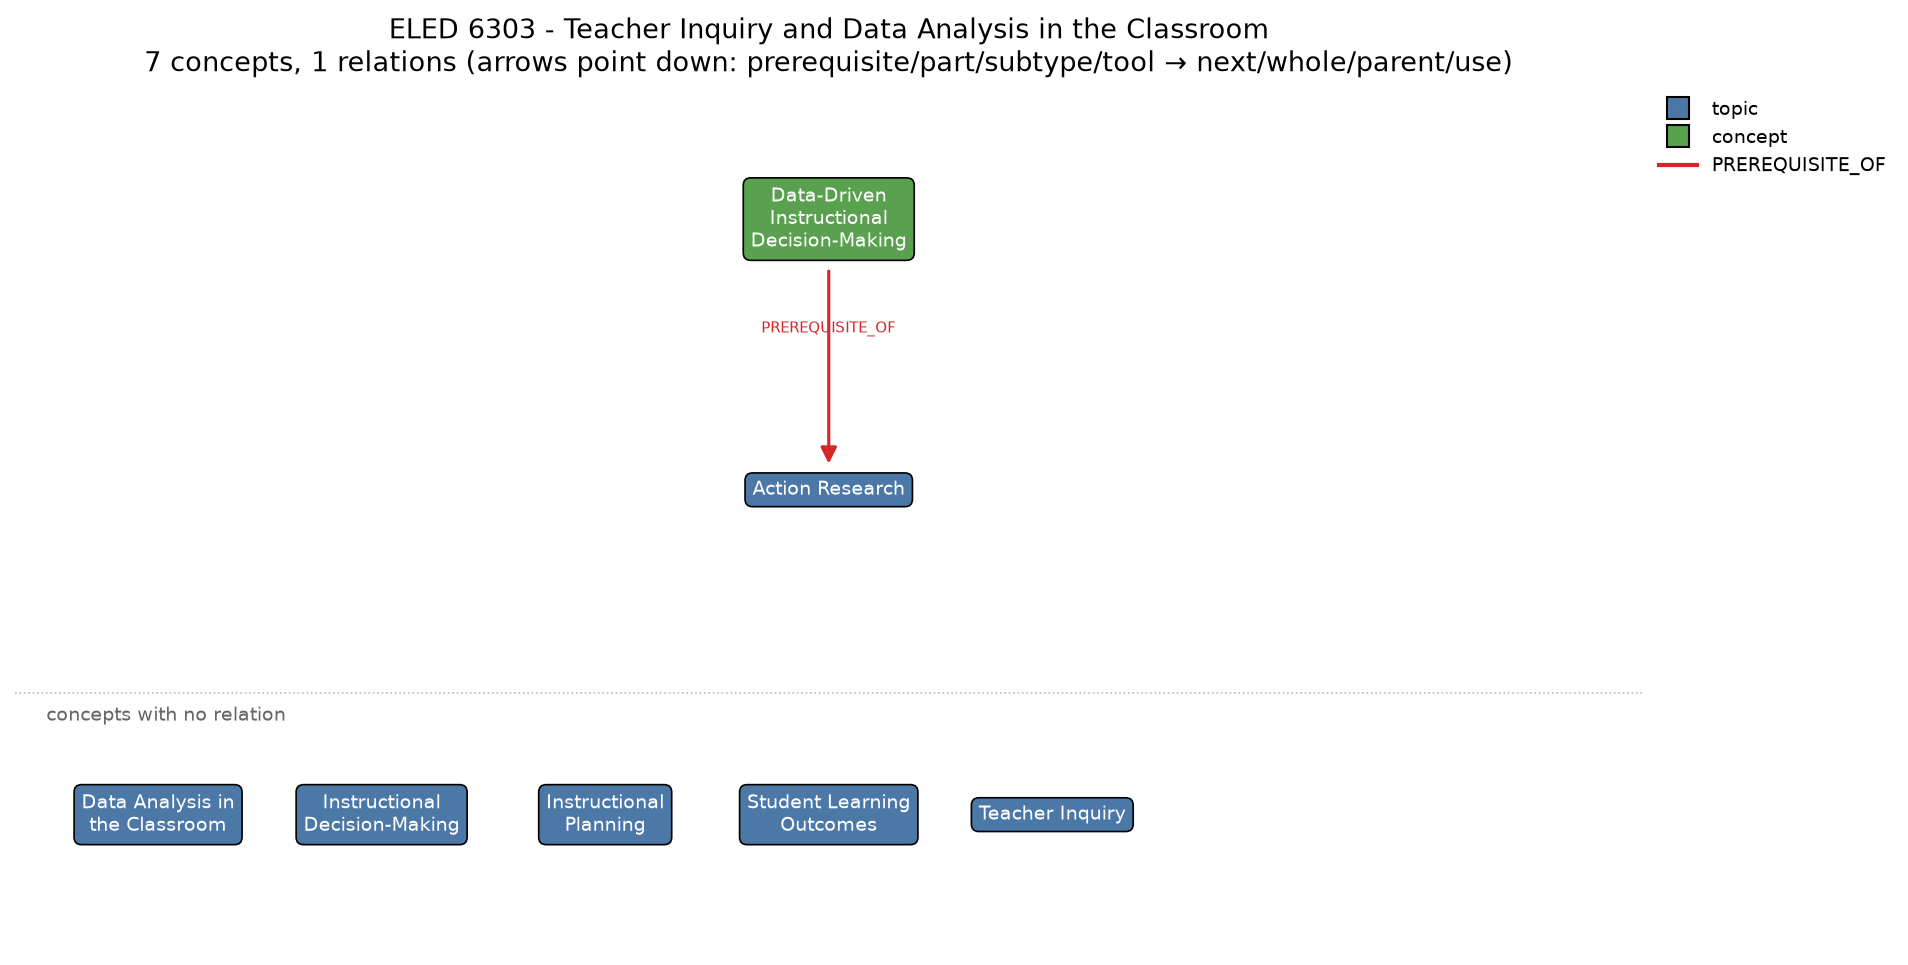 ELED 6303 - Teacher Inquiry and Data Analysis in the Classroom
7 concepts, 1 relations (arrows point down: prerequisite/part/subtype/tool → next/whole/parent/use)
topic
concept
PREREQUISITE_OF
Data-Driven
Instructional
Decision-Making
PREREQUISITE_OF
Action Research
concepts with no relation
Data Analysis in
the Classroom
Instructional
Decision-Making
Instructional
Planning
Student Learning
Outcomes
Teacher Inquiry